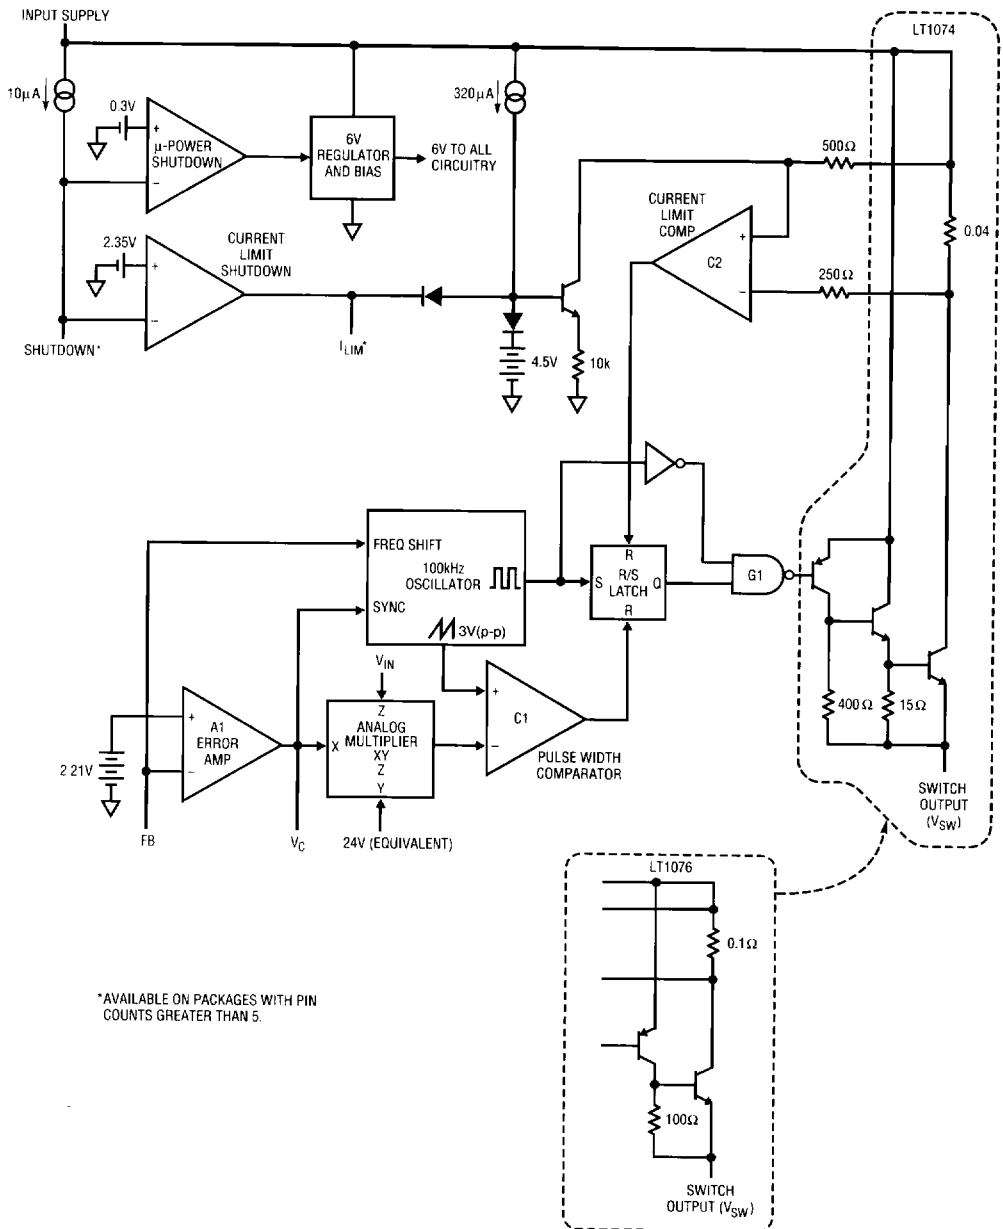 INPUT SUPPLY
LT1074
10µA
0.3V
+
µ-POWER
SHUTDOWN
−
6V
REGULATOR
AND BIAS
6V TO ALL
CIRCUITRY
320µA
500Ω
0.04
CURRENT
LIMIT
COMP
+
C2
−
250Ω
2.35V
+
CURRENT
LIMIT
SHUTDOWN
−
SHUTDOWN*
ILIM*
4.5V
10k
FREQ SHIFT
100kHz
OSCILLATOR
SYNC
3V(p-p)
R
R/S
LATCH
S
Q
R
G1
400Ω
15Ω
SWITCH
OUTPUT
(VSW)
VIN
Z
ANALOG
MULTIPLIER
X
XY
Z
Y
24V (EQUIVALENT)
+
C1
−
PULSE WIDTH
COMPARATOR
+
A1
ERROR
AMP
−
2 21V
FB
VC
LT1076
0.1Ω
100Ω
SWITCH
OUTPUT (VSW)
*AVAILABLE ON PACKAGES WITH PIN
COUNTS GREATER THAN 5.